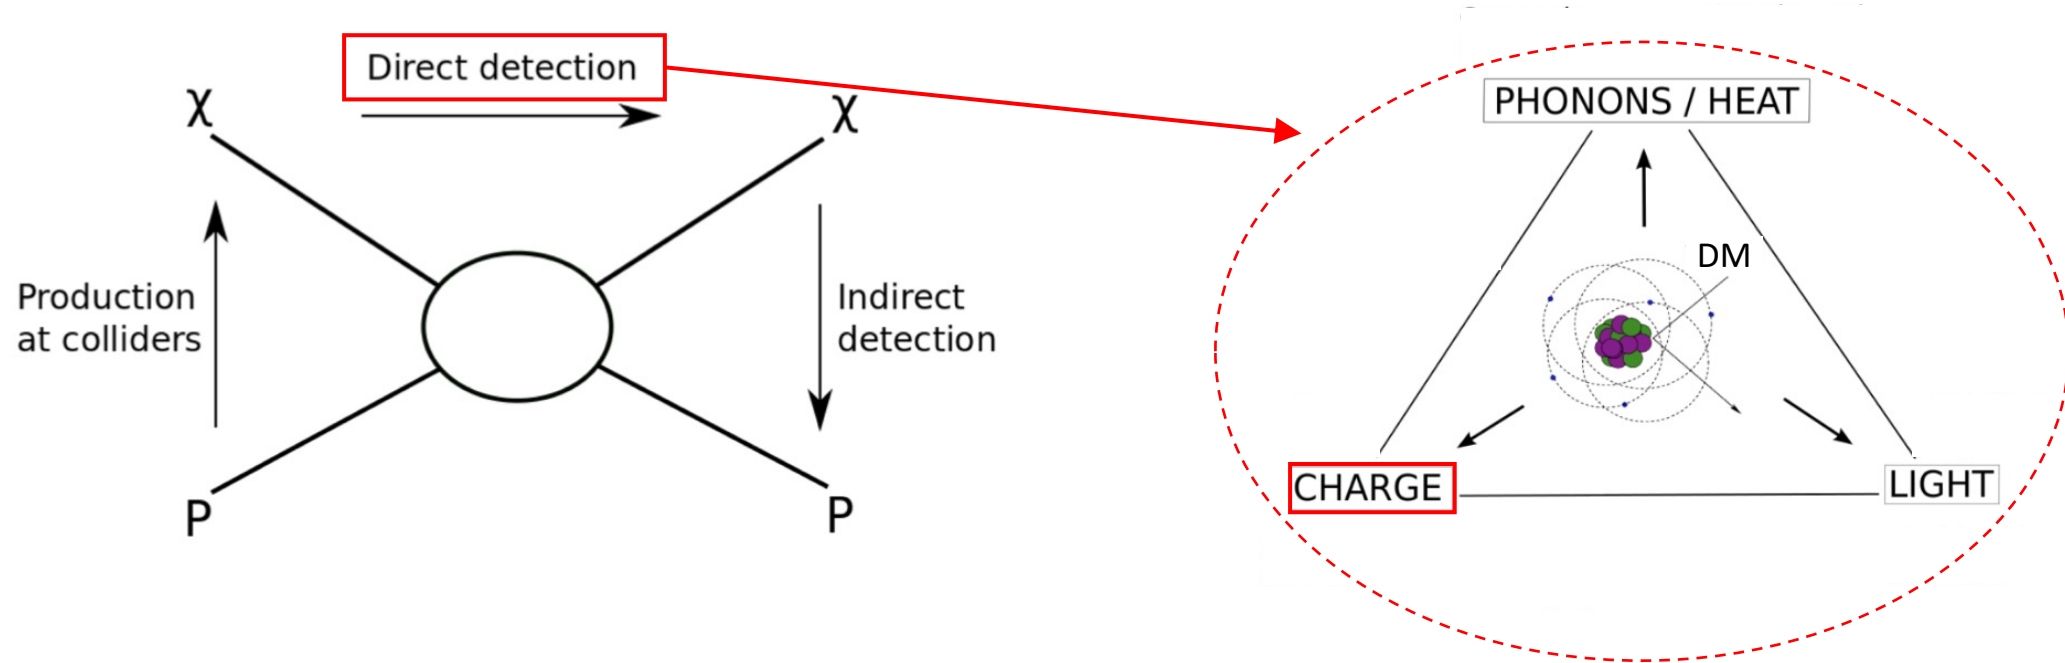 Direct detection
χ
χ
Production
at colliders
Indirect
detection
P
P
PHONONS / HEAT
DM
CHARGE
LIGHT